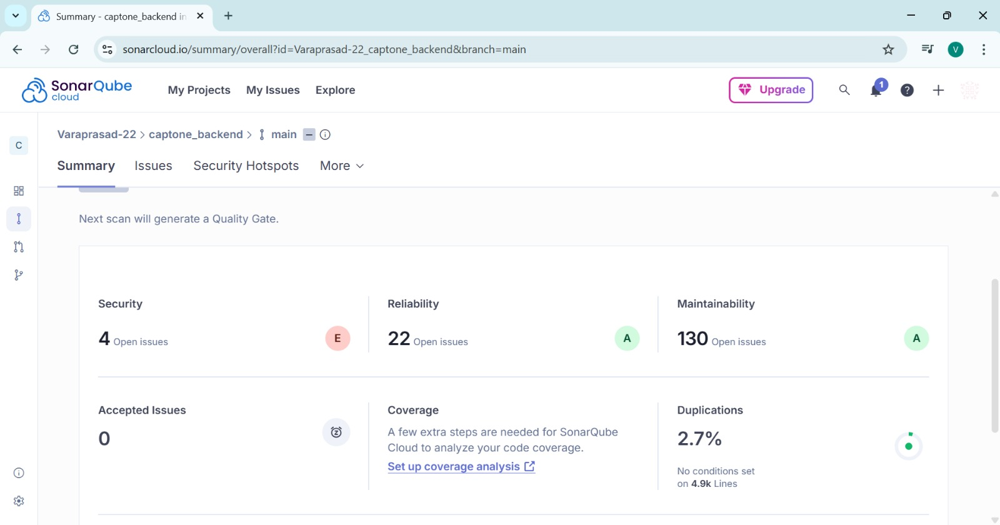 Summary - captone_backend in
sonarcloud.io/summary/overall?id=Varaprasad-22_captone_backend&branch=main
V
SonarQube cloud
My Projects
My Issues
Explore
Upgrade
1
?
C
Varaprasad-22 > captone_backend > main
Summary
Issues
Security Hotspots
More
Next scan will generate a Quality Gate.
Security
4 Open issues
E
Reliability
22 Open issues
A
Maintainability
130 Open issues
A
Accepted Issues
0
Coverage
A few extra steps are needed for SonarQube
Cloud to analyze your code coverage.
Set up coverage analysis
Duplications
2.7%
No conditions set
on 4.9k Lines